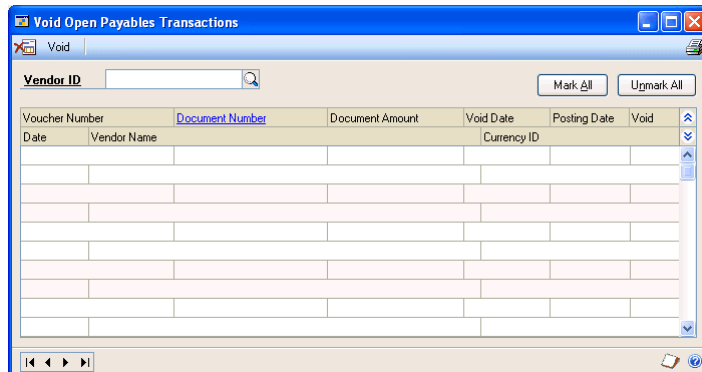 Void Open Payables Transactions
Void
Vendor ID
Mark All Unmark All
Voucher Number Document Number Document Amount Void Date Posting Date Void
Date Vendor Name Currency ID